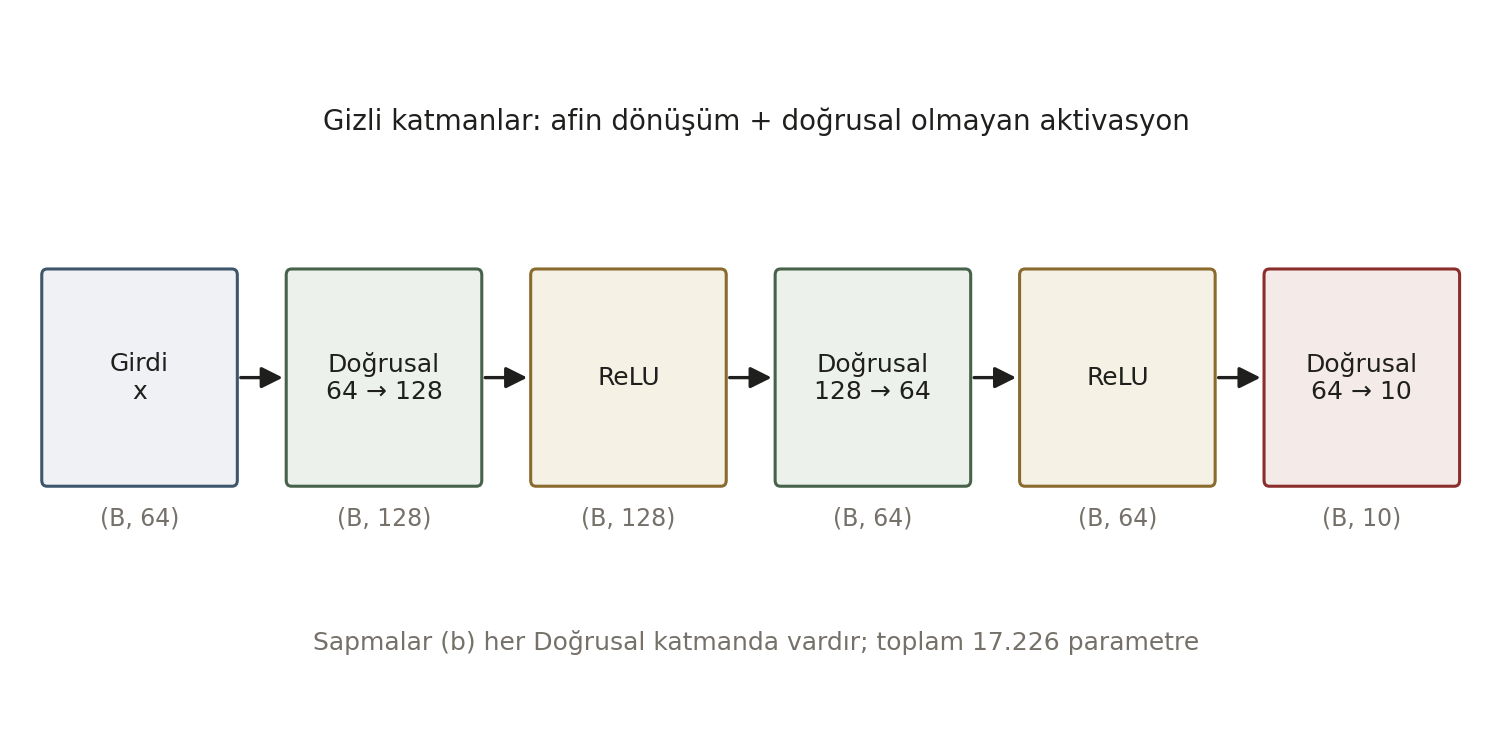 Gizli katmanlar: afin dönüşüm + doğrusal olmayan aktivasyon
Girdi
x
Doğrusal
64 → 128
ReLU
Doğrusal
128 → 64
ReLU
Doğrusal
64 → 10
(B, 64)
(B, 128)
(B, 128)
(B, 64)
(B, 64)
(B, 10)
Sapmalar (b) her Doğrusal katmanda vardır; toplam 17.226 parametre